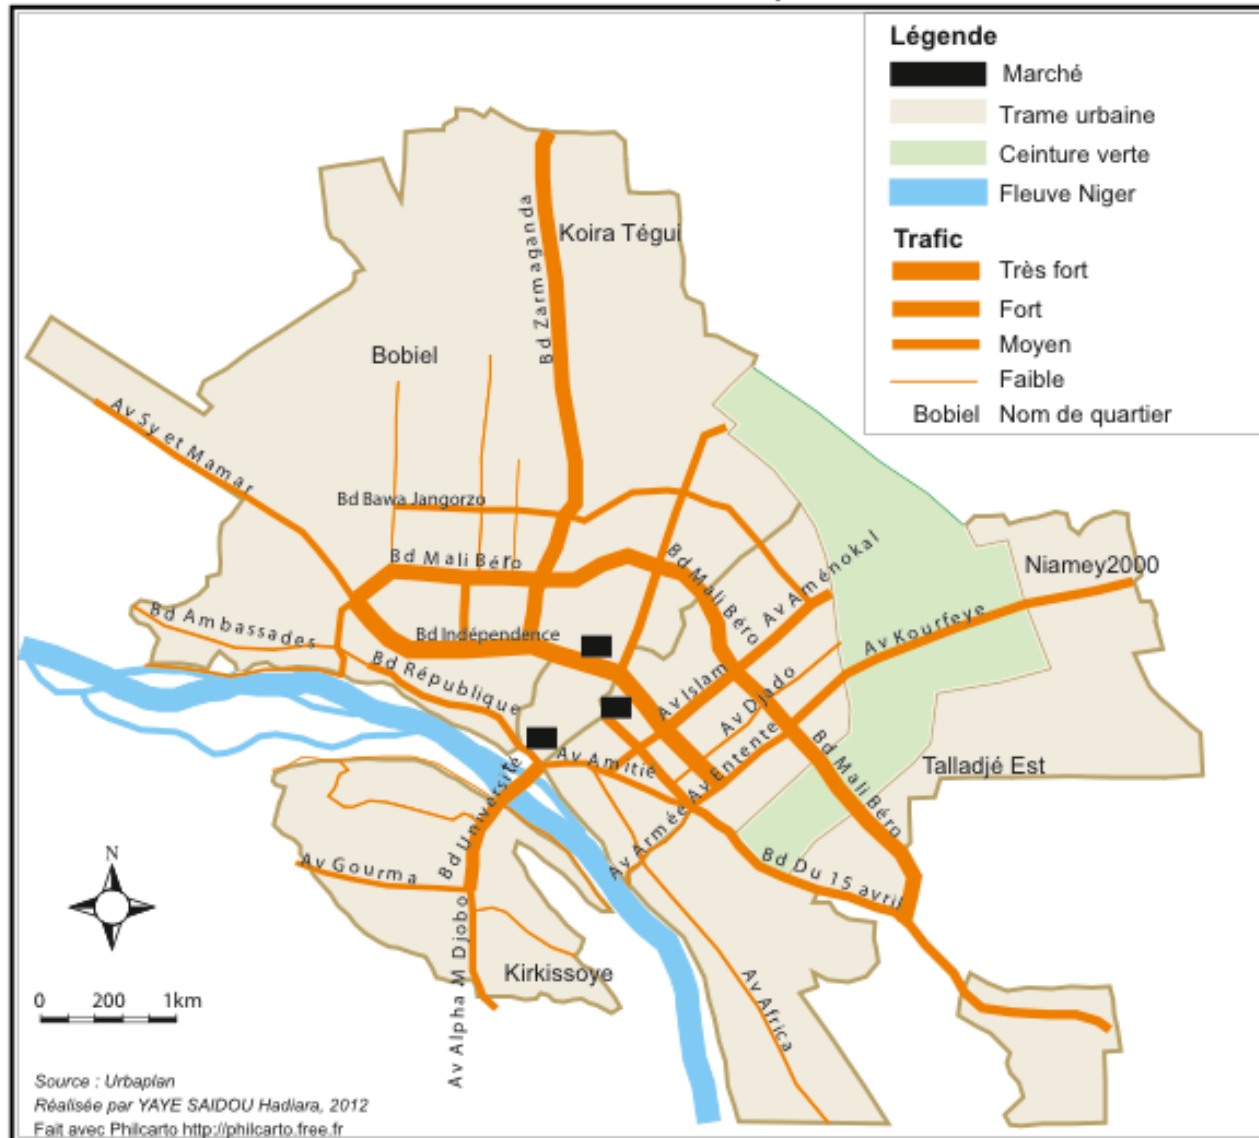 Légende
Marché
Trame urbaine
Ceinture verte
Fleuve Niger
Trafic
Très fort
Fort
Moyen
Faible
Bobiel Nom de quartier
Koira Tégui
Bd Zarmaganda
Bobiel
Av Sy et Mamar
Bd Bawa Jangorzo
Bd Mali Béro
Bd Mali Béro
Av Aménokal
Niamey2000
Av Kourfeye
Bd Ambassades
Bd Indépendence
Bd République
Av Islam
Av Djado
Av Entente
Bd Mali Béro
Talladjé Est
Av Amitié
Bd Université
Av Armée
Bd Du 15 avril
Av Gourma
Av Alpha M Djobo
Kirkissoye
Av Africa
N
0 200 1km
Source : Urbaplan
Réalisée par YAYE SAIDOU Hadiara, 2012
Fait avec Philcarto http://philcarto.free.fr